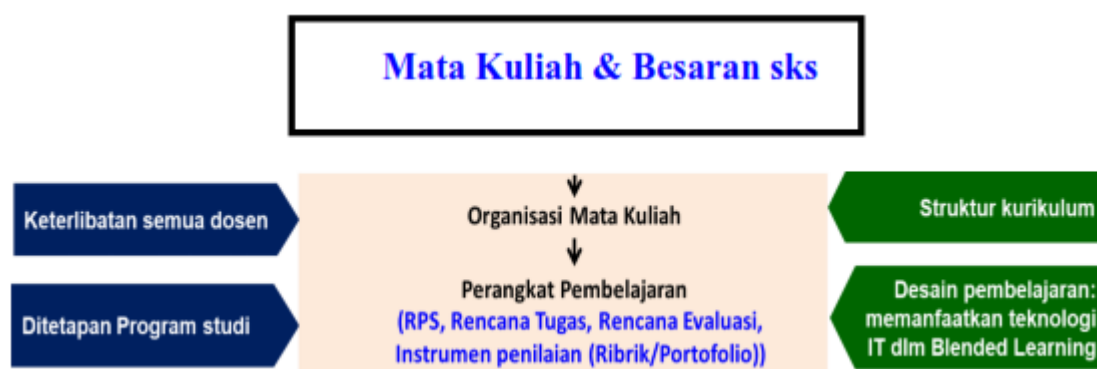 Mata Kuliah & Besaran sks
Keterlibatan semua dosen
Organisasi Mata Kuliah
Struktur kurikulum
Ditetapan Program studi
Perangkat Pembelajaran
(RPS, Rencana Tugas, Rencana Evaluasi,
Instrumen penilaian (Ribrik/Portofolio))
Desain pembelajaran:
memanfaatkan teknologi
IT dlm Blended Learning